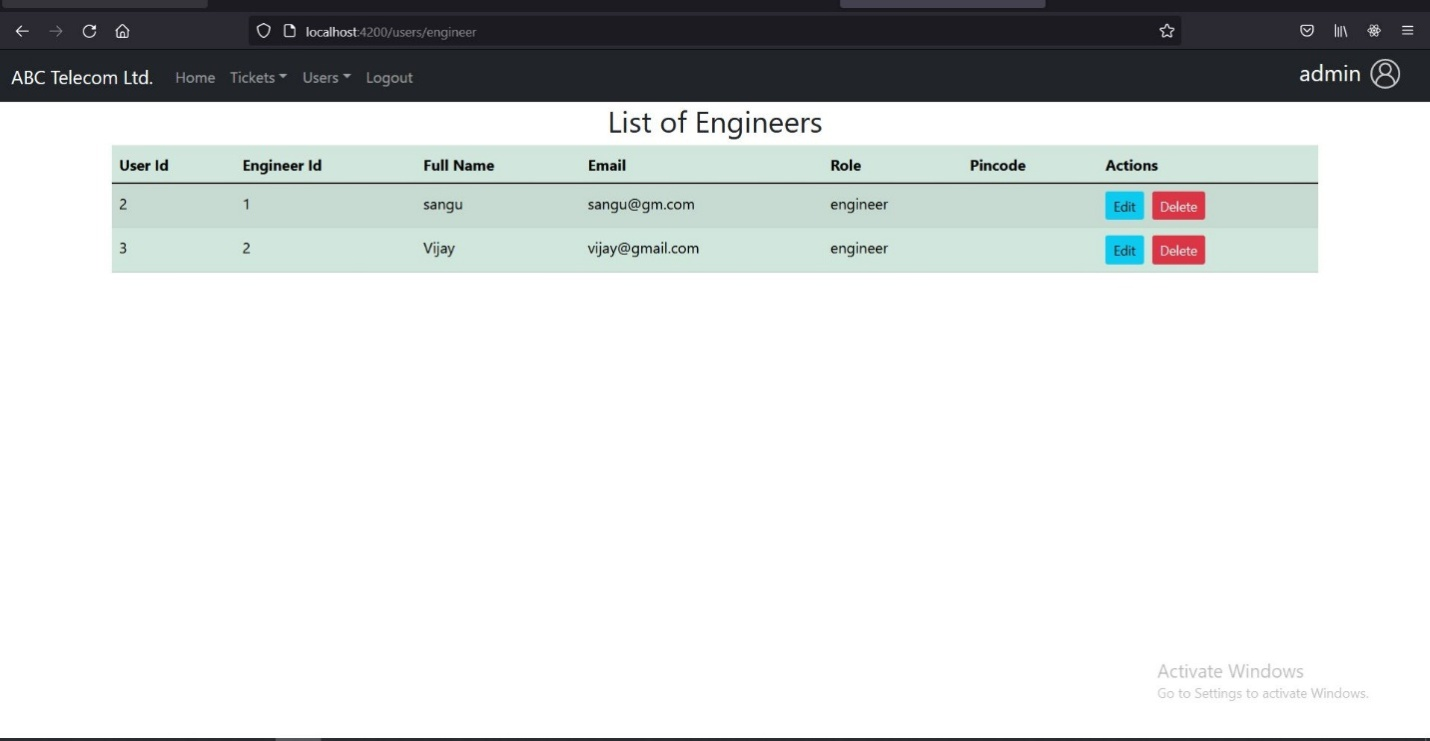 localhost:4200/users/engineer
ABC Telecom Ltd. Home Tickets Users Logout admin
List of Engineers
User Id Engineer Id Full Name Email Role Pincode Actions
2 1 sangu sangu@gm.com engineer Edit Delete
3 2 Vijay vijay@gmail.com engineer Edit Delete
Activate Windows
Go to Settings to activate Windows.